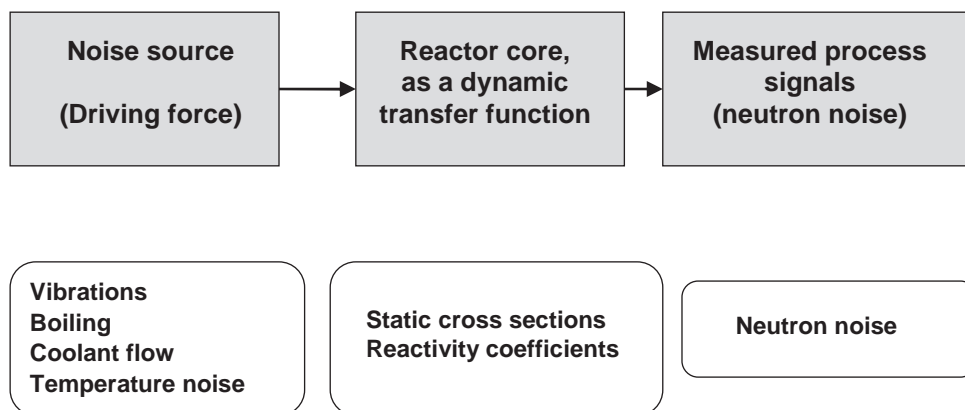 Noise source
(Driving force)
Reactor core,
as a dynamic
transfer function
Measured process
signals
(neutron noise)
Vibrations
Boiling
Coolant flow
Temperature noise
Static cross sections
Reactivity coefficients
Neutron noise